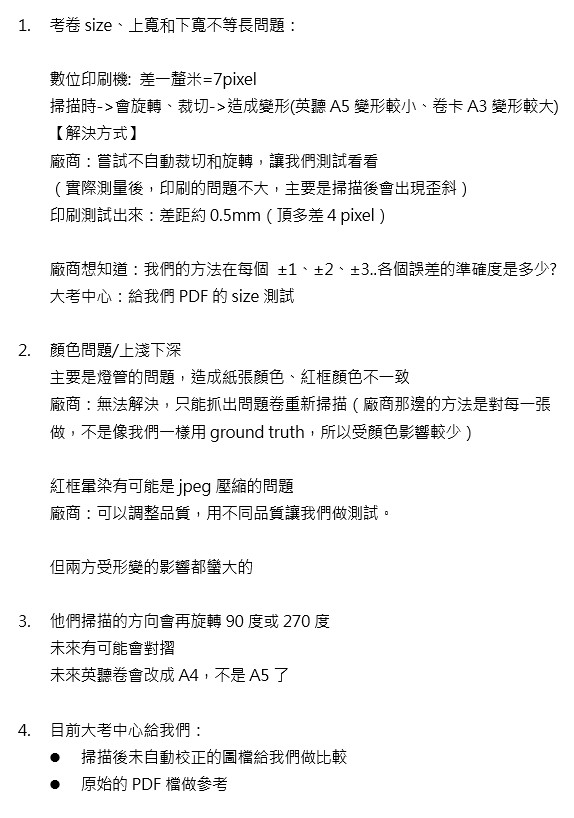 1. 考卷 size、上寬和下寬不等長問題：
數位印刷機: 差一釐米=7pixel
掃描時->會旋轉、裁切->造成變形(英聽 A5 變形較小、卷卡 A3 變形較大)
【解決方式】
廠商：嘗試不自動裁切和旋轉，讓我們測試看看
（實際測量後，印刷的問題不大，主要是掃描後會出現歪斜）
印刷測試出來：差距約 0.5mm（頂多差 4 pixel）
廠商想知道：我們的方法在每個 ±1、±2、±3..各個誤差的準確度是多少?
大考中心：給我們 PDF 的 size 測試
2. 顏色問題/上淺下深
主要是燈管的問題，造成紙張顏色、紅框顏色不一致
廠商：無法解決，只能抓出問題卷重新掃描（廠商那邊的方法是對每一張
做，不是像我們一樣用 ground truth，所以受顏色影響較少）
紅框暈染有可能是 jpeg 壓縮的問題
廠商：可以調整品質，用不同品質讓我們做測試。
但兩方受形變的影響都蠻大的
3. 他們掃描的方向會再旋轉 90 度或 270 度
未來有可能會對摺
未來英聽卷會改成 A4，不是 A5 了
4. 目前大考中心給我們：
● 掃描後未自動校正的圖檔給我們做比較
● 原始的 PDF 檔做參考